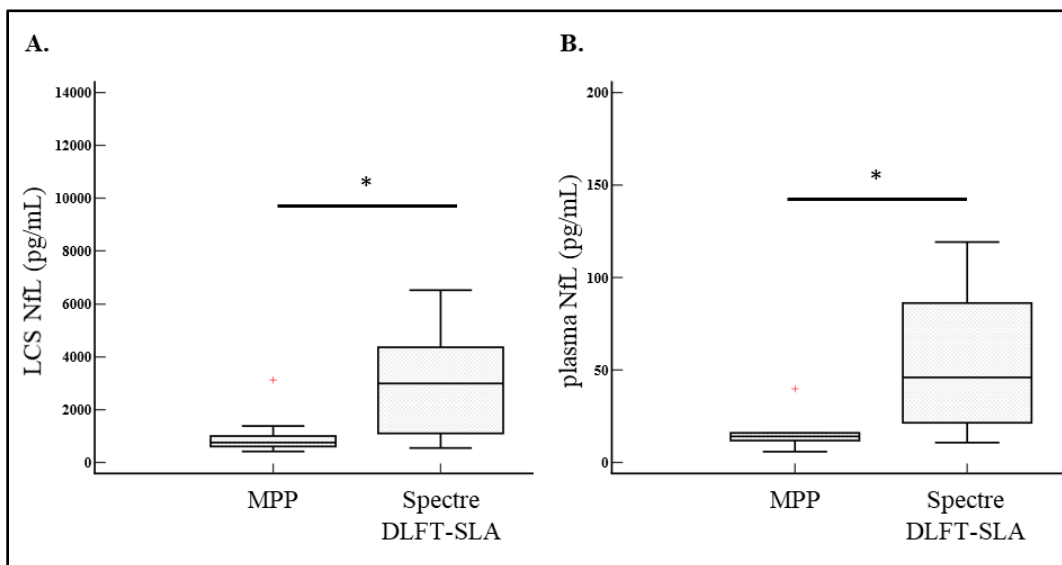 A.
LCS NfL (pg/mL)
14000
12000
10000
8000
6000
4000
2000
0
*
MPP
Spectre
DLFT-SLA
B.
plasma NfL (pg/mL)
200
150
100
50
0
*
MPP
Spectre
DLFT-SLA